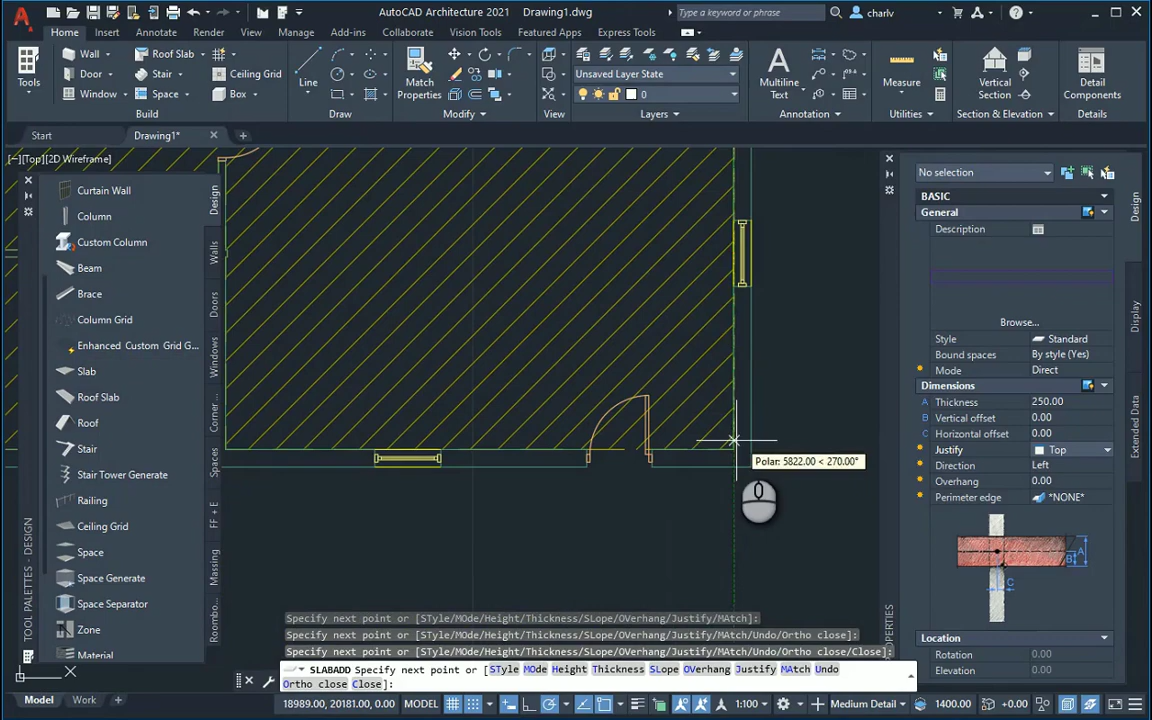 AutoCAD Architecture 2021 Drawing1.dwg
Type a keyword or phrase
charlv
Home Insert Annotate Render View Manage Add-ins Collaborate Vision Tools Featured Apps Express Tools
Tools
Wall
Door
Window
Roof Slab
Stair
Space
Ceiling Grid
Box
Build
Line
Draw
Match Properties
Modify
View
Unsaved Layer State
0
Layers
Multiline Text
Annotation
Measure
Utilities
Vertical Section
Section & Elevation
Detail Components
Details
Start
Drawing1*
[−][Top][2D Wireframe]
Curtain Wall
Column
Custom Column
Beam
Brace
Column Grid
Enhanced Custom Grid G...
Slab
Roof Slab
Roof
Stair
Stair Tower Generate
Railing
Ceiling Grid
Space
Space Generate
Space Separator
Zone
Material
Design
Walls
Doors
Windows
Corner...
Spaces
FF + E
Massing
Roombo...
TOOL PALETTES - DESIGN
Polar: 5822.00 < 270.00°
No selection
BASIC
General
Description
Browse...
Style Standard
Bound spaces By style (Yes)
Mode Direct
Dimensions
A Thickness 250.00
B Vertical offset 0.00
C Horizontal offset 0.00
Justify Top
Direction Left
Overhang 0.00
Perimeter edge *NONE*
A
B
C
Location
Rotation 0.00
Elevation 0.00
Design
Display
Extended Data
PROPERTIES
Specify next point or [STyle/MOde/Height/Thickness/SLope/OVerhang/Justify/MAtch]:
Specify next point or [STyle/MOde/Height/Thickness/SLope/OVerhang/Justify/MAtch/Undo/Ortho close]:
Specify next point or [STyle/MOde/Height/Thickness/SLope/OVerhang/Justify/MAtch/Undo/Ortho close/Close]:
SLABADD Specify next point or [STyle MOde Height Thickness SLope OVerhang Justify MAtch Undo
Ortho close Close]:
Model Work
18989.00, 20181.00, 0.00 MODEL 1:100 Medium Detail 1400.00 +0.00